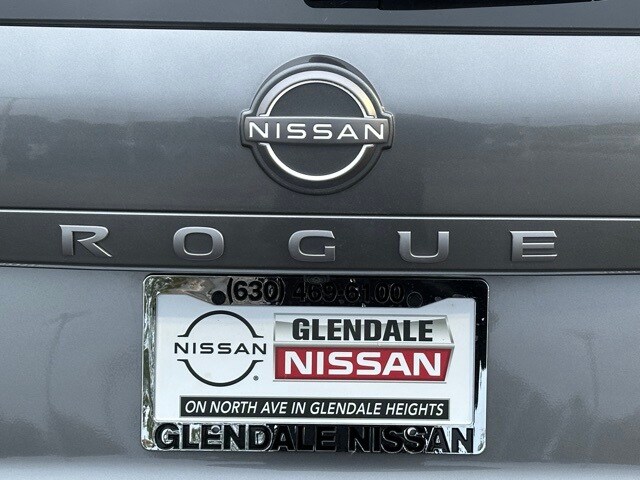 NISSAN
ROGUE
(630) 469-6100
NISSAN
GLENDALE
NISSAN
ON NORTH AVE IN GLENDALE HEIGHTS
GLENDALE NISSAN